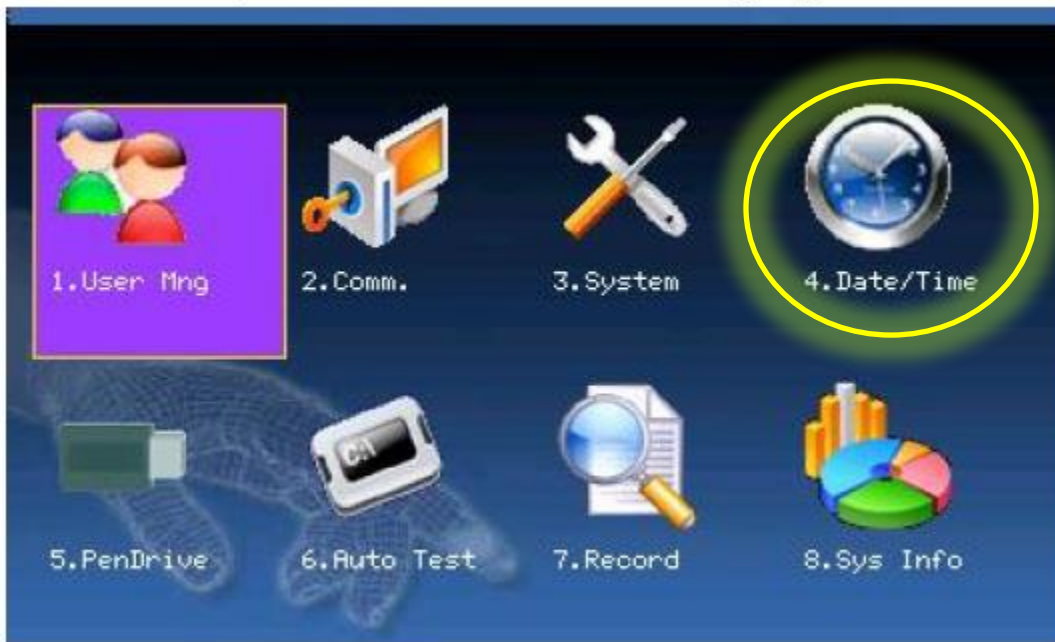 1.User Mng
2.Comm.
3.System
4.Date/Time
5.PenDrive
6.Auto Test
7.Record
8.Sys Info